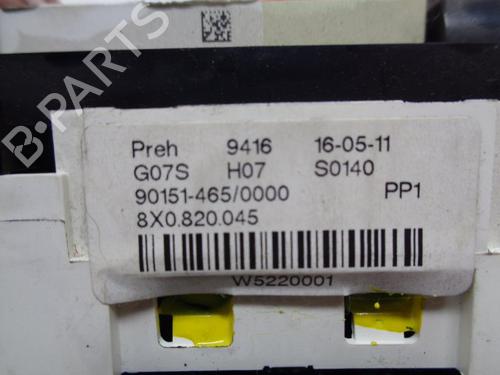 B-PARTS
Preh 9416 16-05-11
G07S H07 S0140
90151-465/0000 PP1
8X0.820.045
W5220001